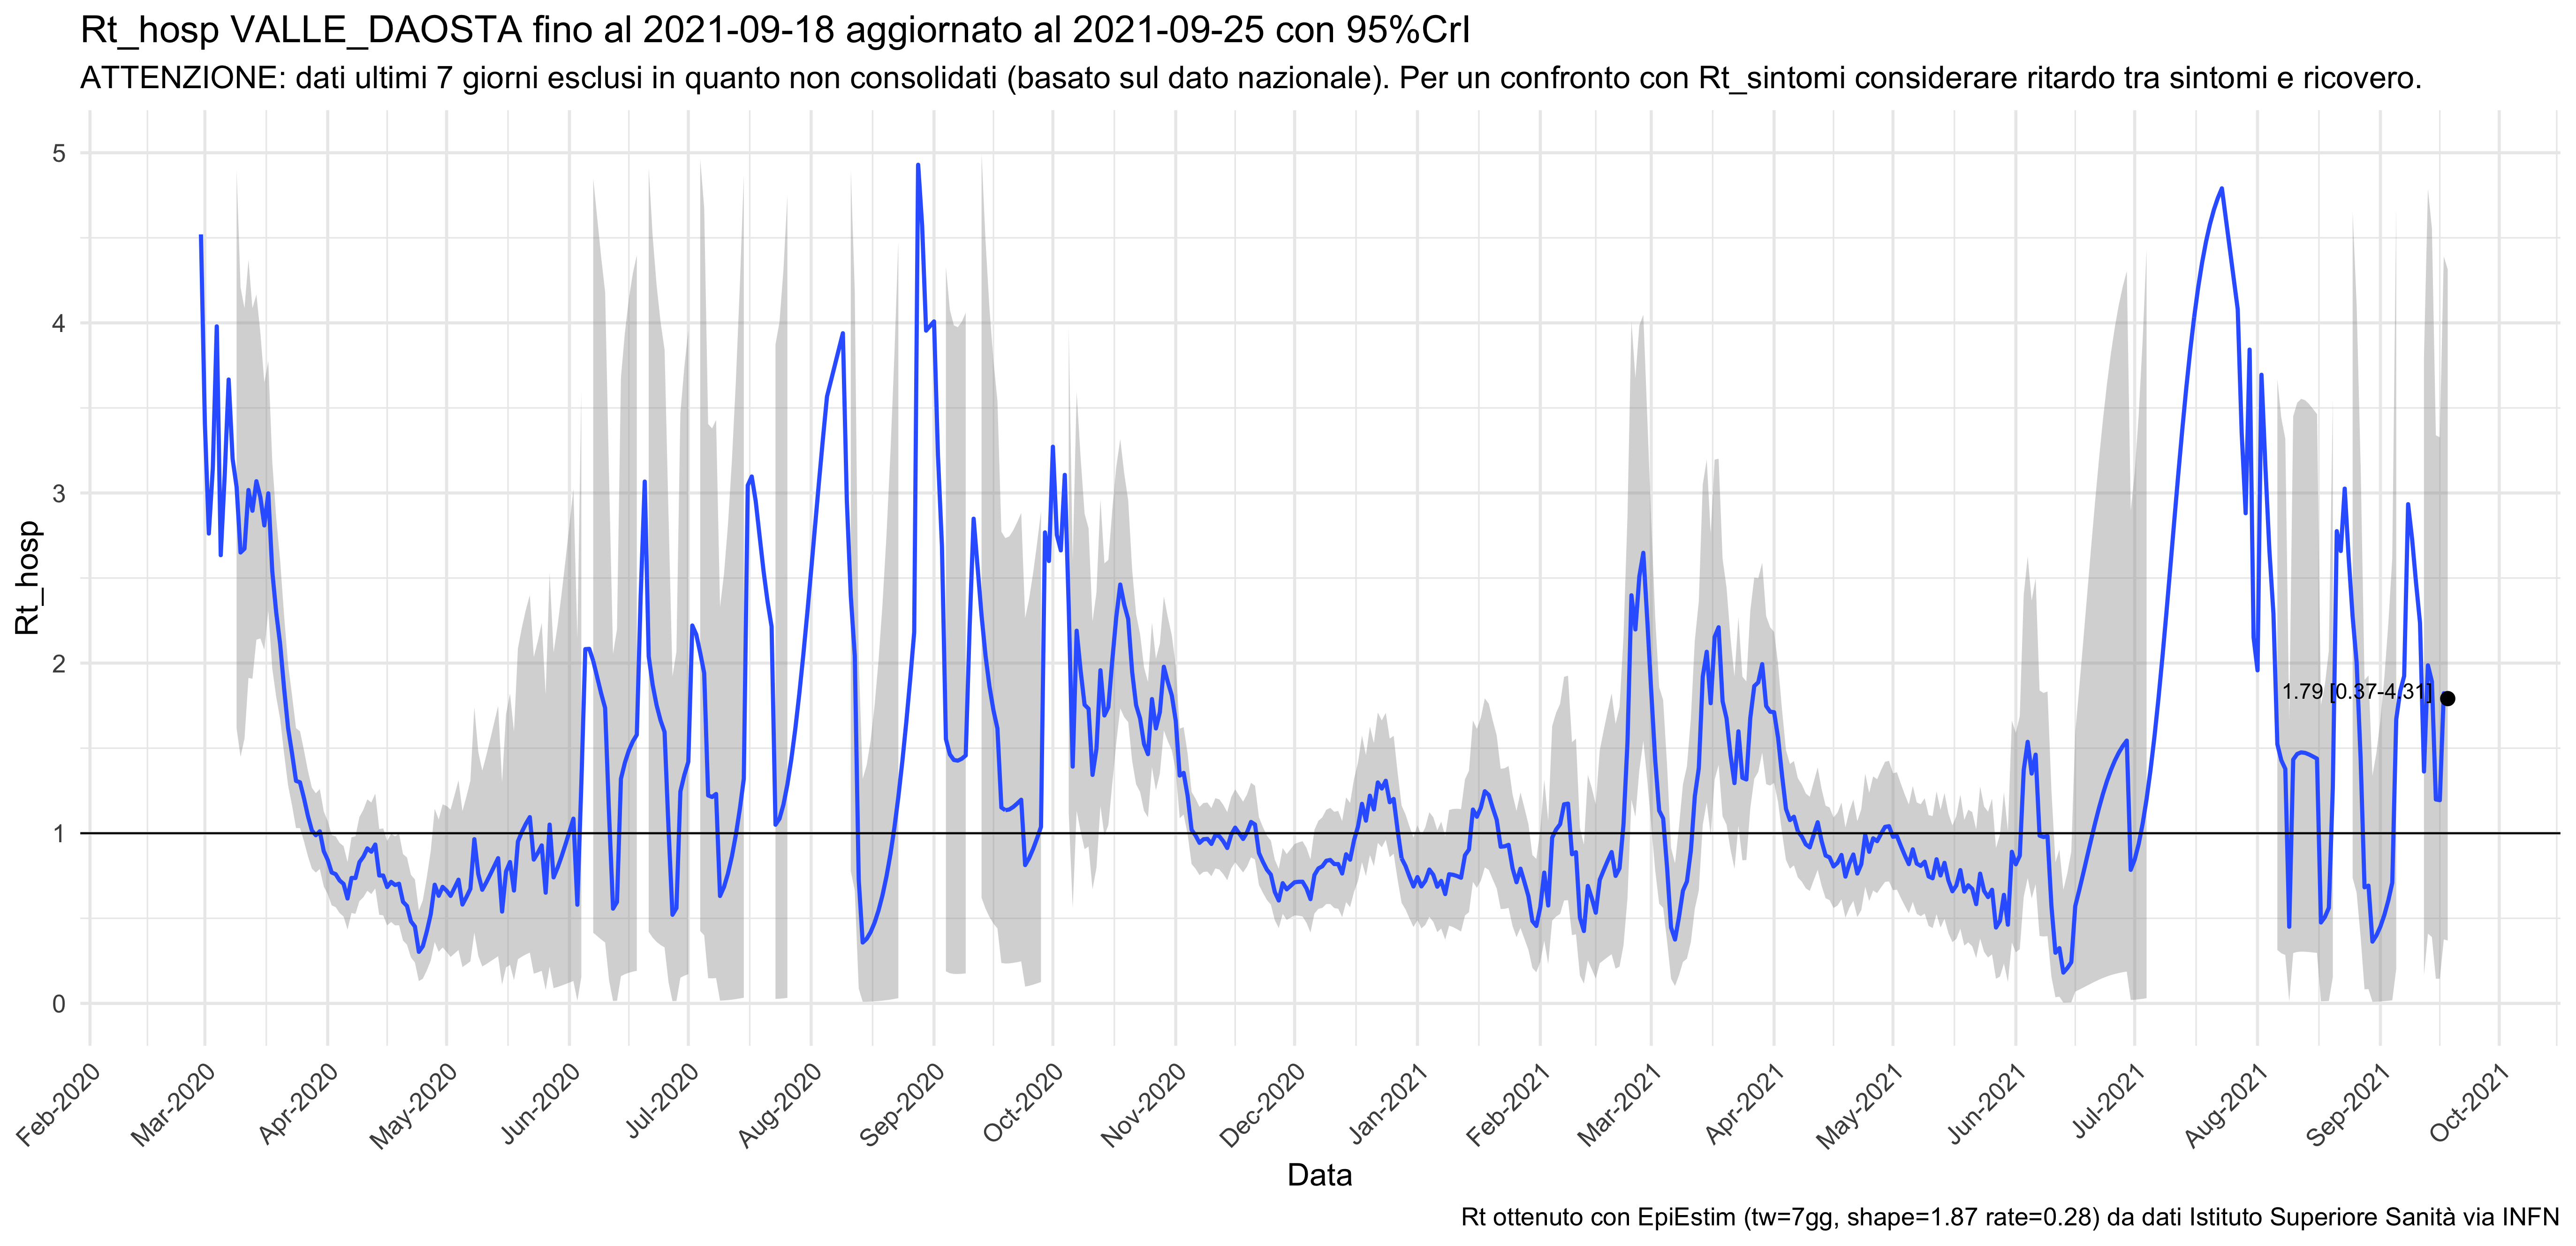 Rt_hosp VALLE_DAOSTA fino al 2021-09-18 aggiornato al 2021-09-25 con 95%CrI
ATTENZIONE: dati ultimi 7 giorni esclusi in quanto non consolidati (basato sul dato nazionale). Per un confronto con Rt_sintomi considerare ritardo tra sintomi e ricovero.
5
4
3
2
1
0
Rt_hosp
1.79 [0.37-4.31]
Feb-2020
Mar-2020
Apr-2020
May-2020
Jun-2020
Jul-2020
Aug-2020
Sep-2020
Oct-2020
Nov-2020
Dec-2020
Jan-2021
Feb-2021
Mar-2021
Apr-2021
May-2021
Jun-2021
Jul-2021
Aug-2021
Sep-2021
Oct-2021
Data
Rt ottenuto con EpiEstim (tw=7gg, shape=1.87 rate=0.28) da dati Istituto Superiore Sanità via INFN